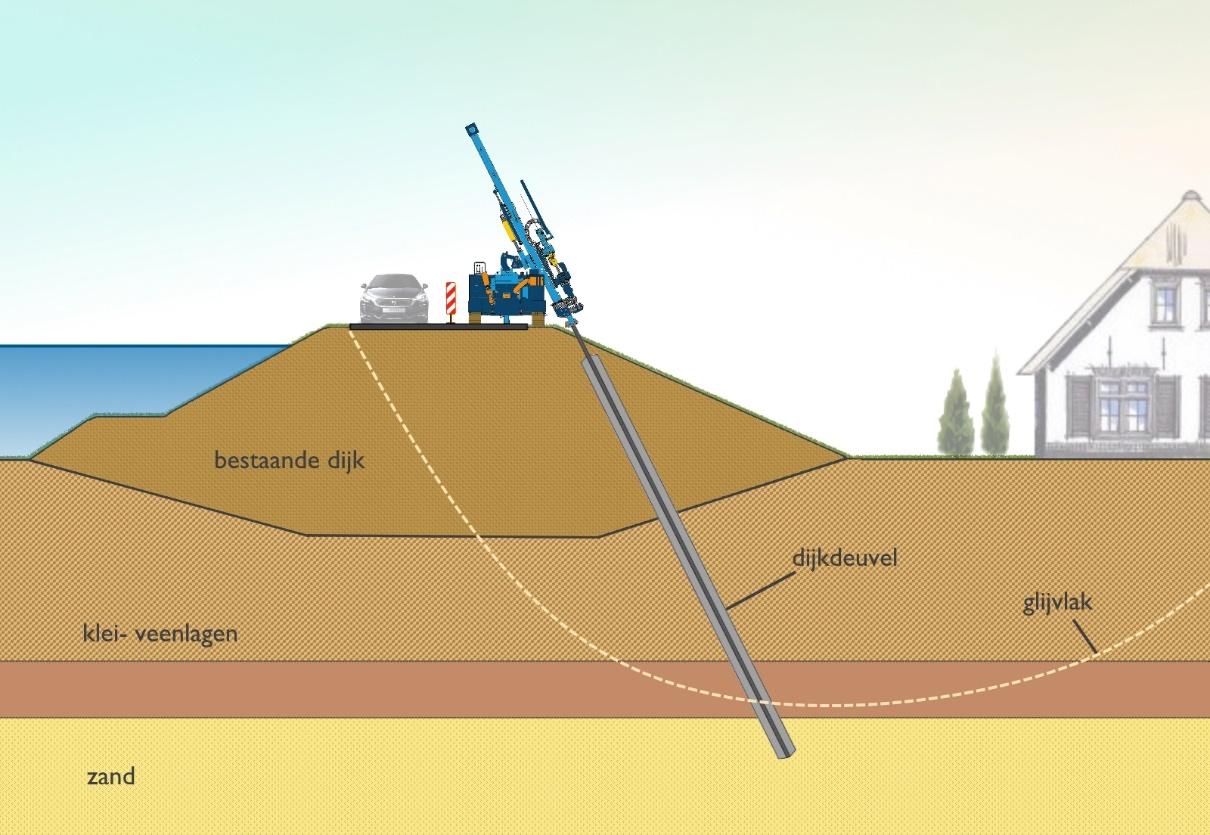 bestaande dijk
dijkdeuvel
glijvlak
klei- veenlagen
zand